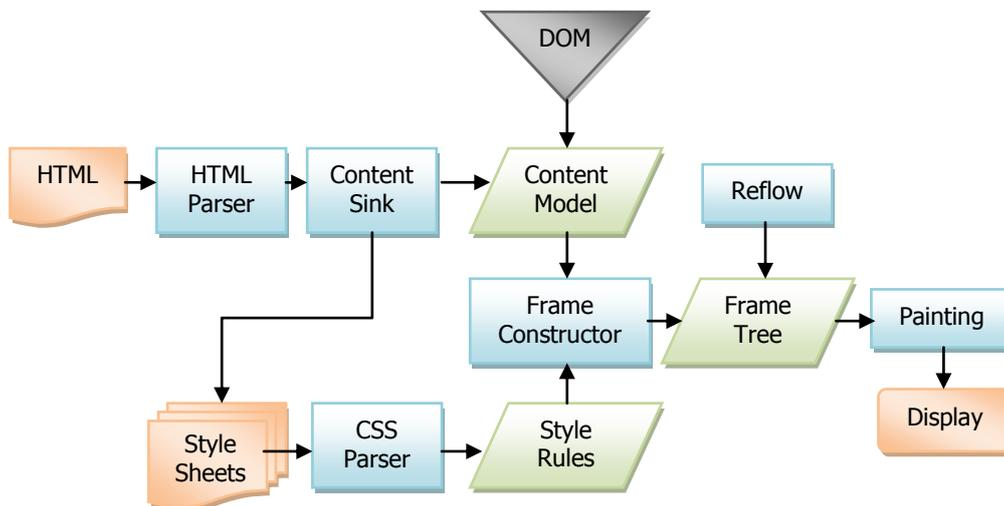 DOM
HTML
HTML
Parser
Content
Sink
Content
Model
Reflow
Frame
Constructor
Frame
Tree
Painting
Style
Sheets
CSS
Parser
Style
Rules
Display